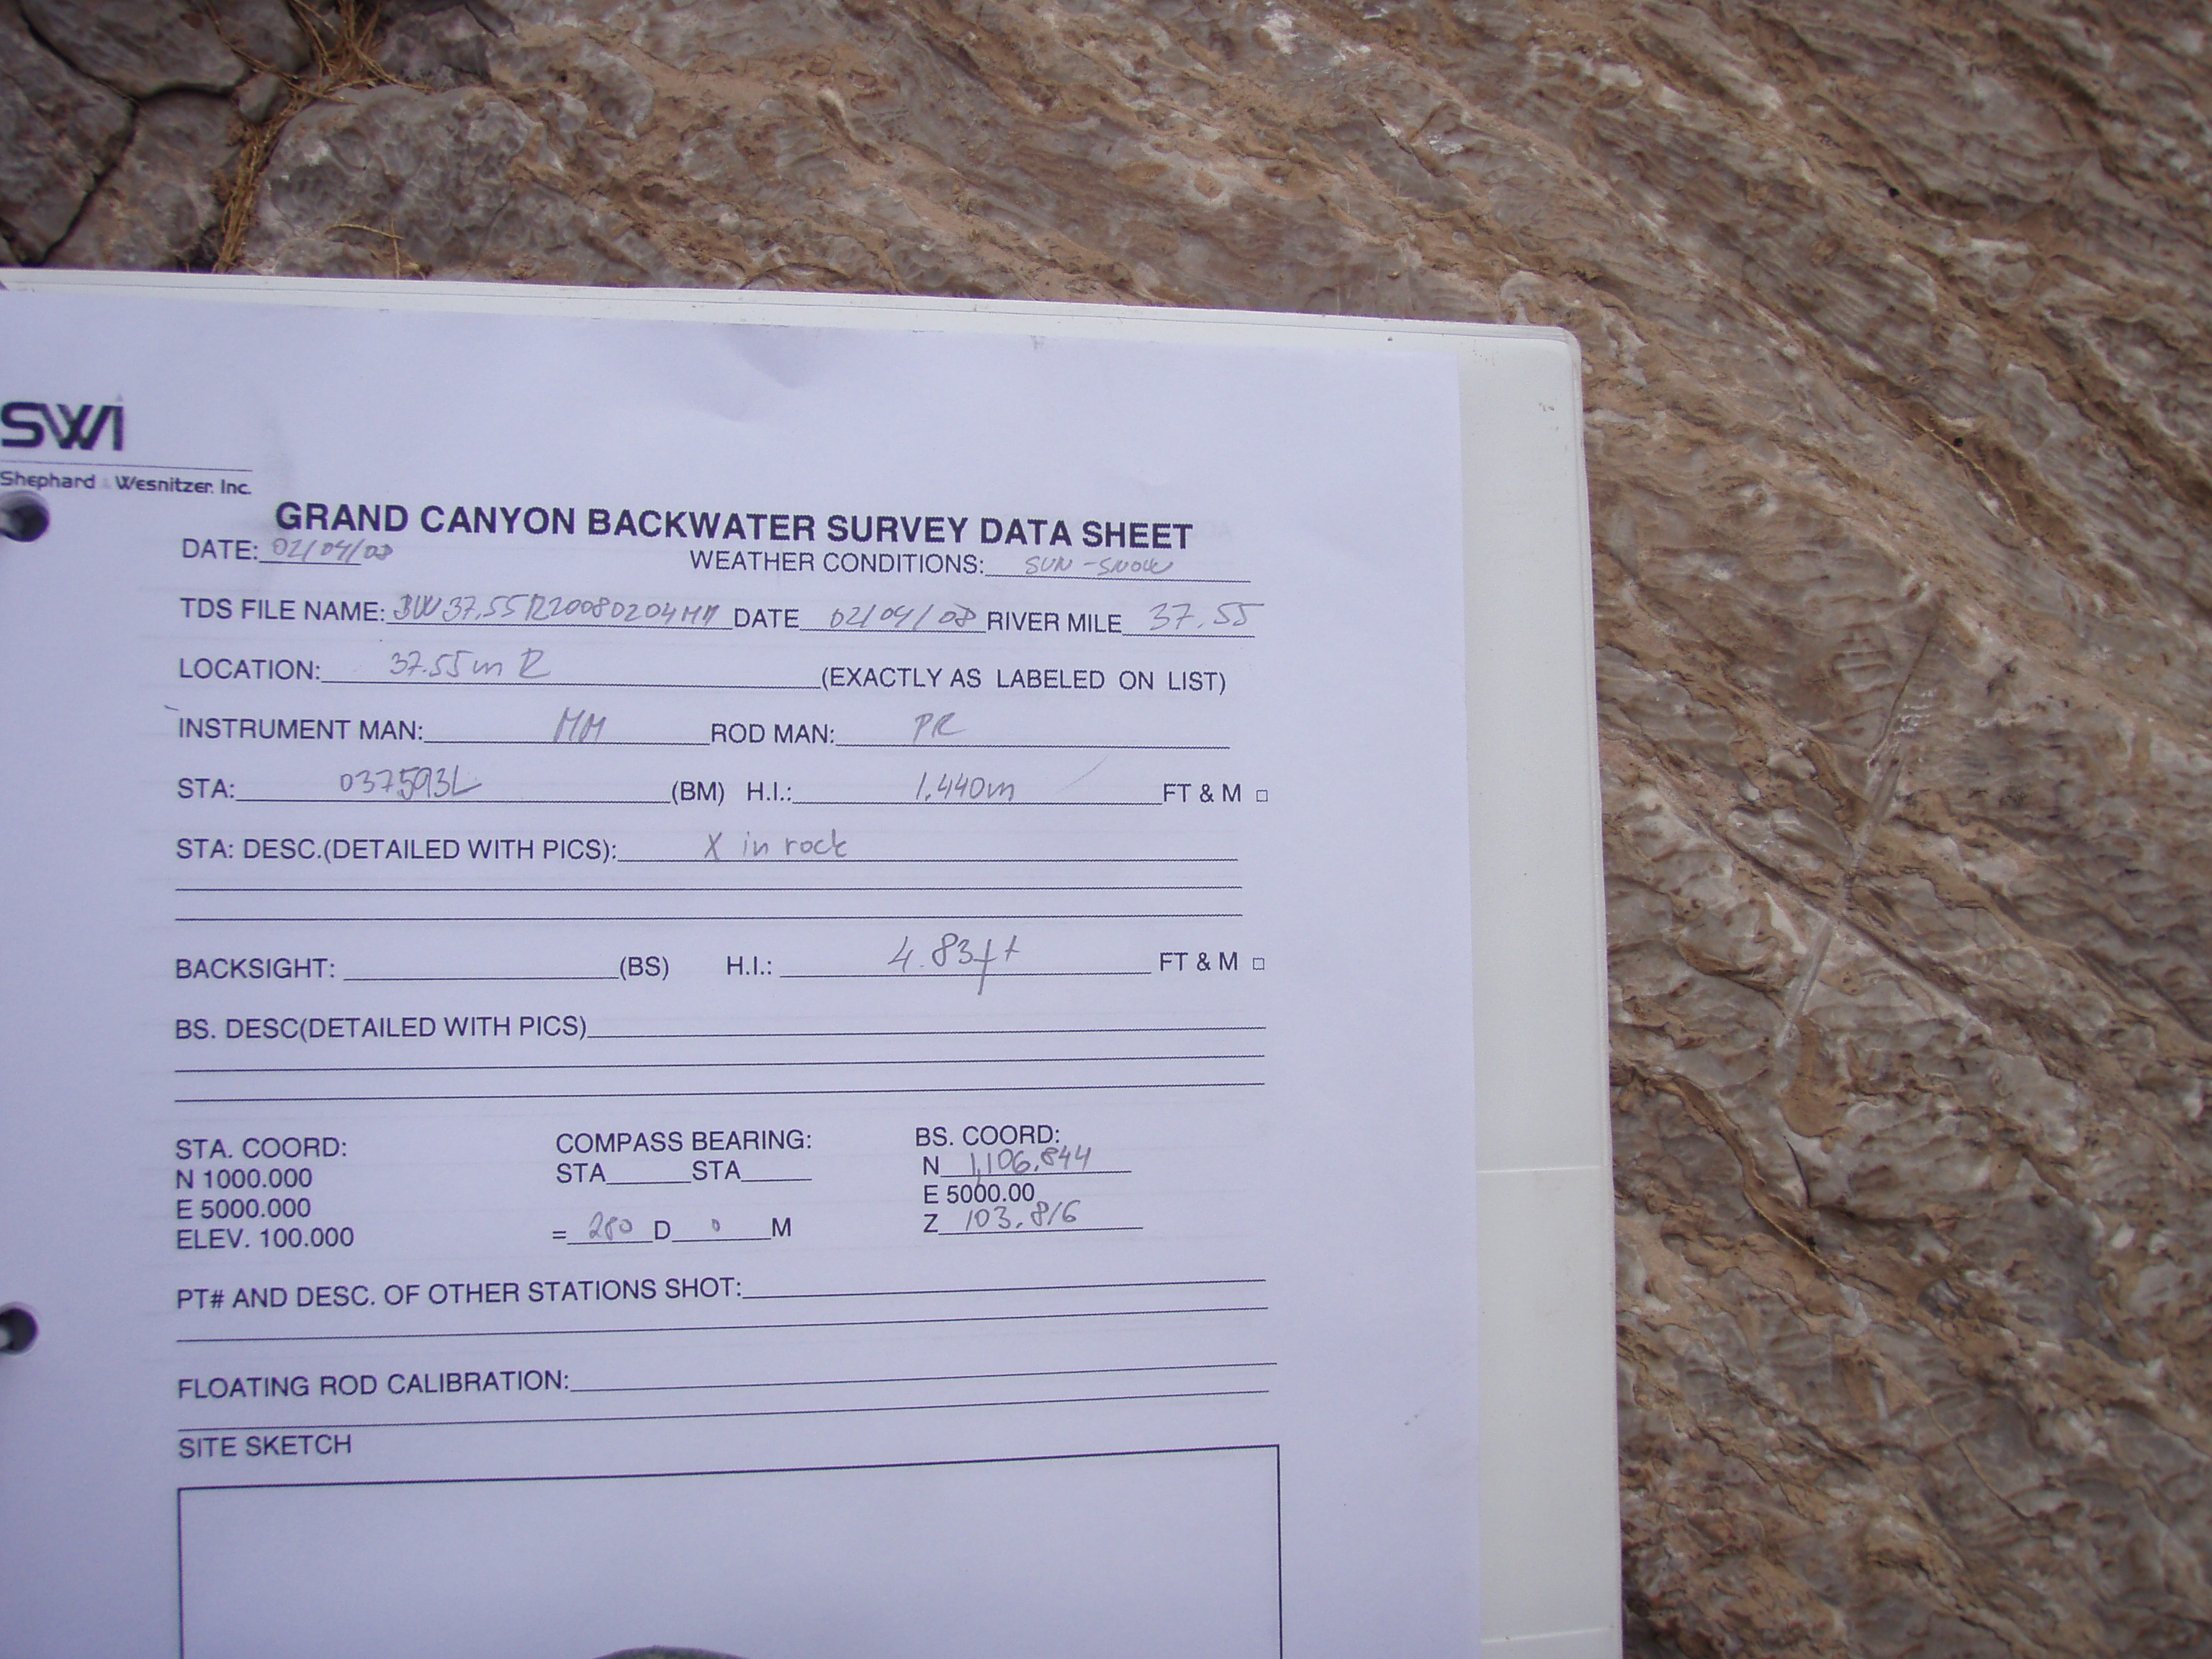 SWI
Shephard & Wesnitzer, Inc.
GRAND CANYON BACKWATER SURVEY DATA SHEET
DATE: 02/04/08 WEATHER CONDITIONS: SUN-SNOW
TDS FILE NAME: BW37.55R20080204MM DATE 02/04/08 RIVER MILE 37.55
LOCATION: 37.55m R (EXACTLY AS LABELED ON LIST)
INSTRUMENT MAN: MM ROD MAN: PR
STA: 037593L (BM) H.I.: 1.440m FT & M □
STA: DESC.(DETAILED WITH PICS): X in rock
BACKSIGHT: (BS) H.I.: 4.83ft FT & M □
BS. DESC(DETAILED WITH PICS)
STA. COORD: COMPASS BEARING: BS. COORD:
N 1000.000 STA STA N 1,106.844
E 5000.000 E 5000.00
ELEV. 100.000 = 280 D 0 M Z 103.816
PT# AND DESC. OF OTHER STATIONS SHOT:
FLOATING ROD CALIBRATION:
SITE SKETCH